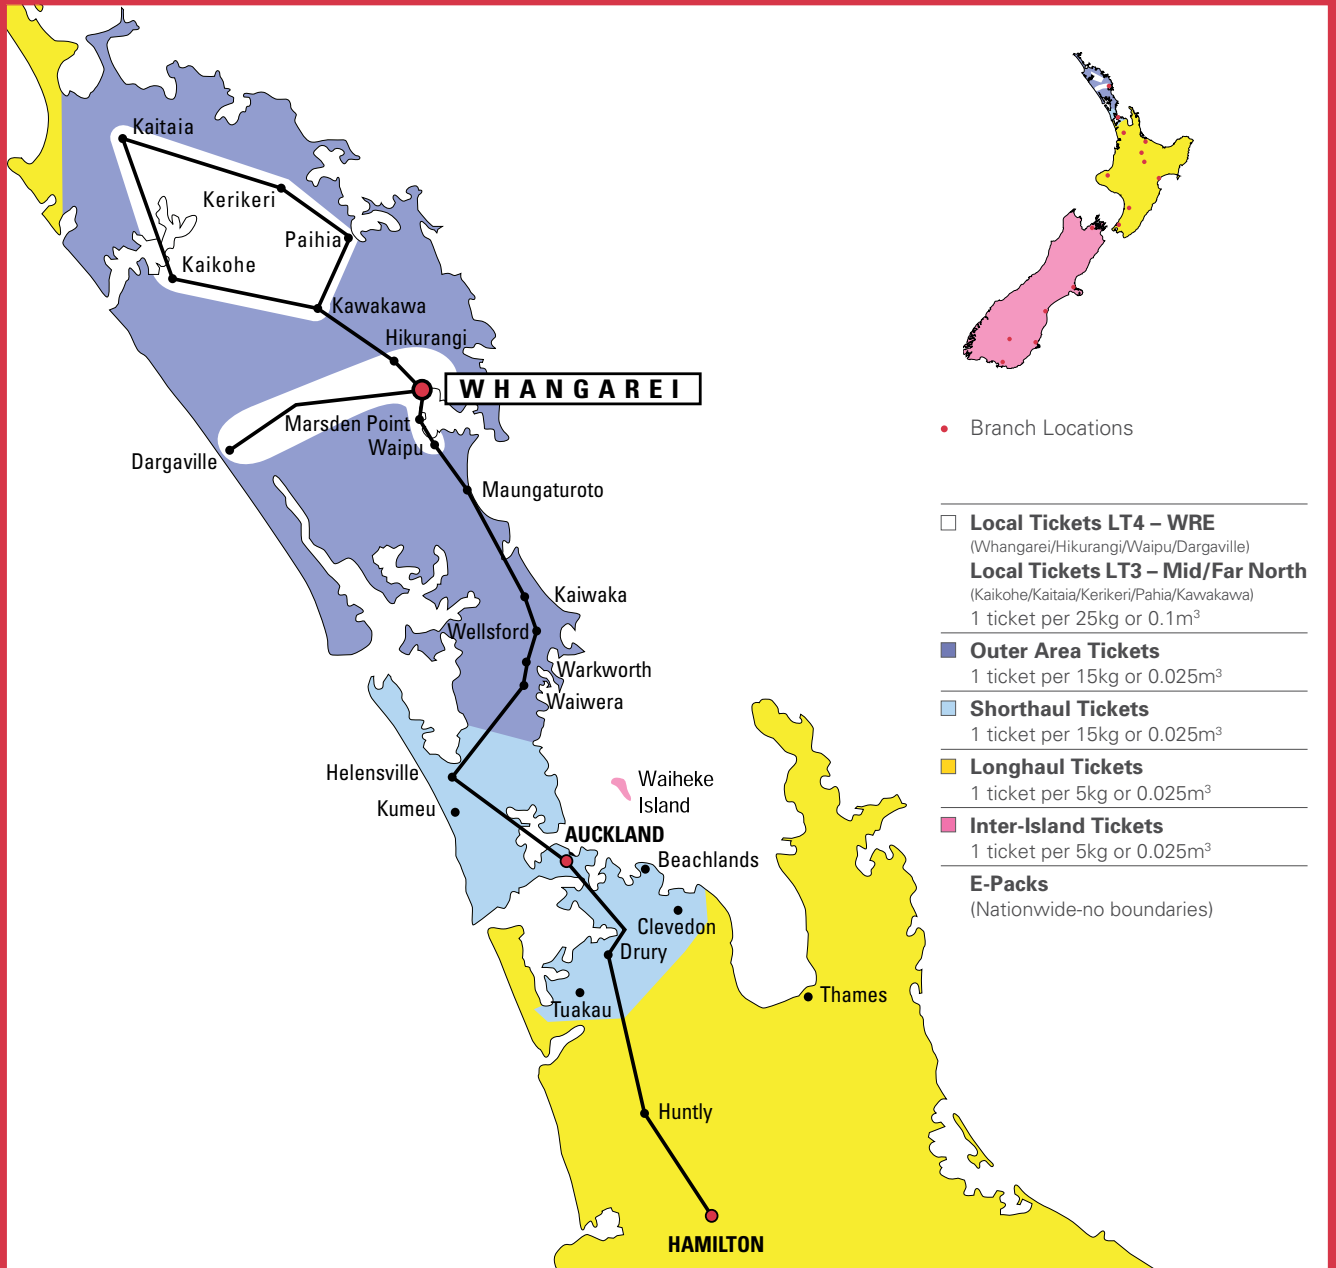 Kaitaia
Kerikeri
Paihia
Kaikohe
Kawakawa
Hikurangi
WHANGAREI
Marsden Point
Waipu
Dargaville
Maungaturoto
Kaiwaka
Wellsford
Warkworth
Waiwera
Helensville
Kumeu
Waiheke
Island
AUCKLAND
Beachlands
Clevedon
Drury
Tuakau
Thames
Huntly
HAMILTON
Branch Locations
Local Tickets LT4 – WRE
(Whangarei/Hikurangi/Waipu/Dargaville)
Local Tickets LT3 – Mid/Far North
(Kaikohe/Kaitaia/Kerikeri/Pahia/Kawakawa)
1 ticket per 25kg or 0.1m³
Outer Area Tickets
1 ticket per 15kg or 0.025m³
Shorthaul Tickets
1 ticket per 15kg or 0.025m³
Longhaul Tickets
1 ticket per 5kg or 0.025m³
Inter-Island Tickets
1 ticket per 5kg or 0.025m³
E-Packs
(Nationwide-no boundaries)